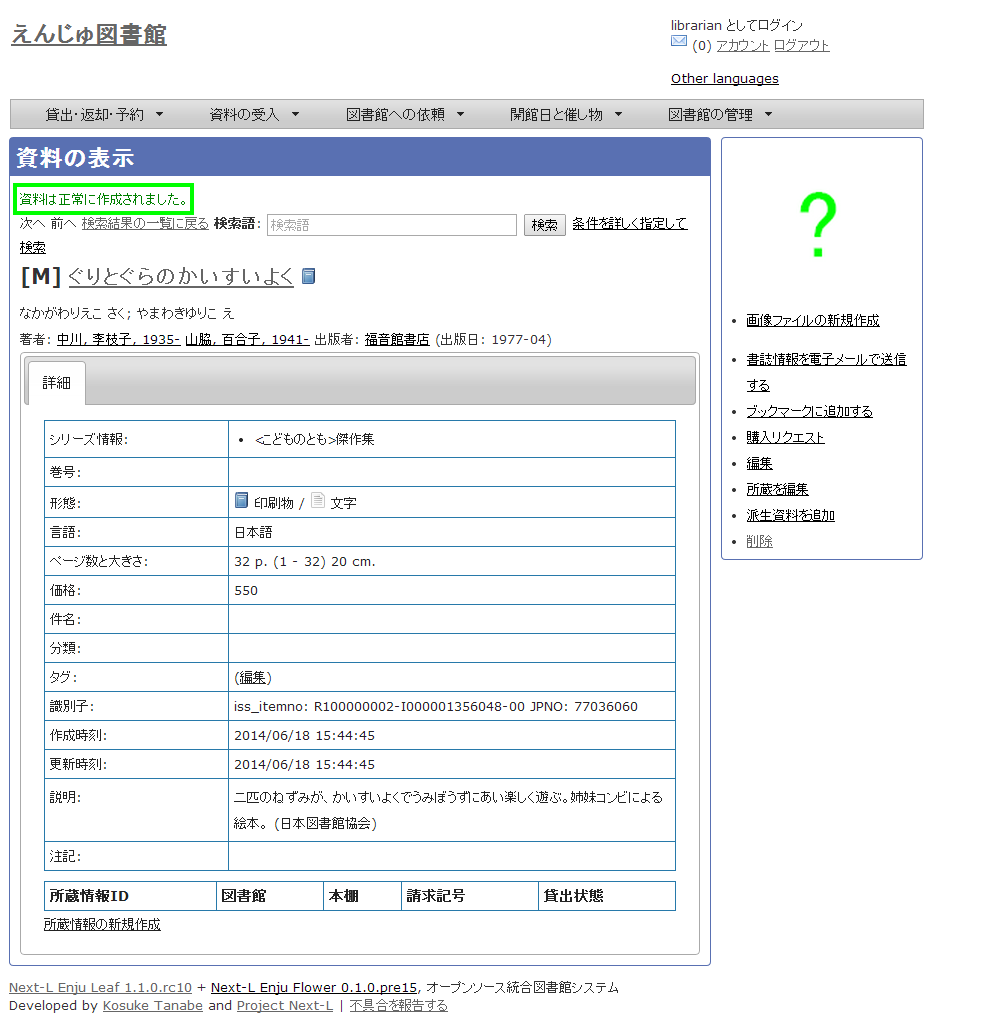 えんじゅ図書館
librarian としてログイン
(0) アカウント ログアウト
Other languages
貸出・返却・予約 ▼ 資料の受入 ▼ 図書館への依頼 ▼ 開館日と催し物 ▼ 図書館の管理 ▼
資料の表示
資料は正常に作成されました。
次へ 前へ 検索結果の一覧に戻る 検索語: 検索語 検索 条件を詳しく指定して
検索
[M] ぐりとぐらのかいすいよく
なかがわりえこ さく; やまわきゆりこ え
著者: 中川, 李枝子, 1935- 山脇, 百合子, 1941- 出版者: 福音館書店 (出版日: 1977-04)
詳細
シリーズ情報: • <こどものとも>傑作集
巻号:
形態: 印刷物 / 文字
言語: 日本語
ページ数と大きさ: 32 p. (1 - 32) 20 cm.
価格: 550
件名:
分類:
タグ: (編集)
識別子: iss_itemno: R100000002-I000001356048-00 JPNO: 77036060
作成時刻: 2014/06/18 15:44:45
更新時刻: 2014/06/18 15:44:45
説明: 二匹のねずみが、かいすいよくでうみぼうずにあい楽しく遊ぶ。姉妹コンビによる
絵本。 (日本図書館協会)
注記:
所蔵情報ID 図書館 本棚 請求記号 貸出状態
所蔵情報の新規作成
?
• 画像ファイルの新規作成
• 書誌情報を電子メールで送信
する
• ブックマークに追加する
• 購入リクエスト
• 編集
• 所蔵を編集
• 派生資料を追加
• 削除
Next-L Enju Leaf 1.1.0.rc10 + Next-L Enju Flower 0.1.0.pre15, オープンソース統合図書館システム
Developed by Kosuke Tanabe and Project Next-L | 不具合を報告する